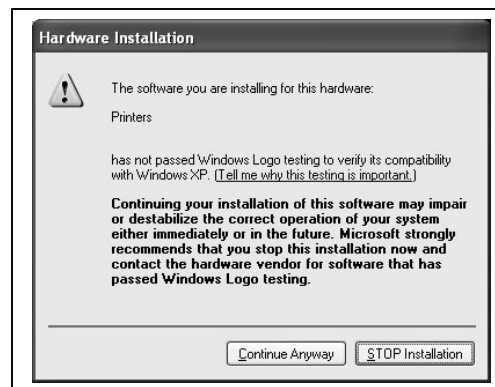 Hardware Installation
The software you are installing for this hardware:
Printers
has not passed Windows Logo testing to verify its compatibility
with Windows XP. (Tell me why this testing is important.)
Continuing your installation of this software may impair
or destabilize the correct operation of your system
either immediately or in the future. Microsoft strongly
recommends that you stop this installation now and
contact the hardware vendor for software that has
passed Windows Logo testing.
Continue Anyway STOP Installation